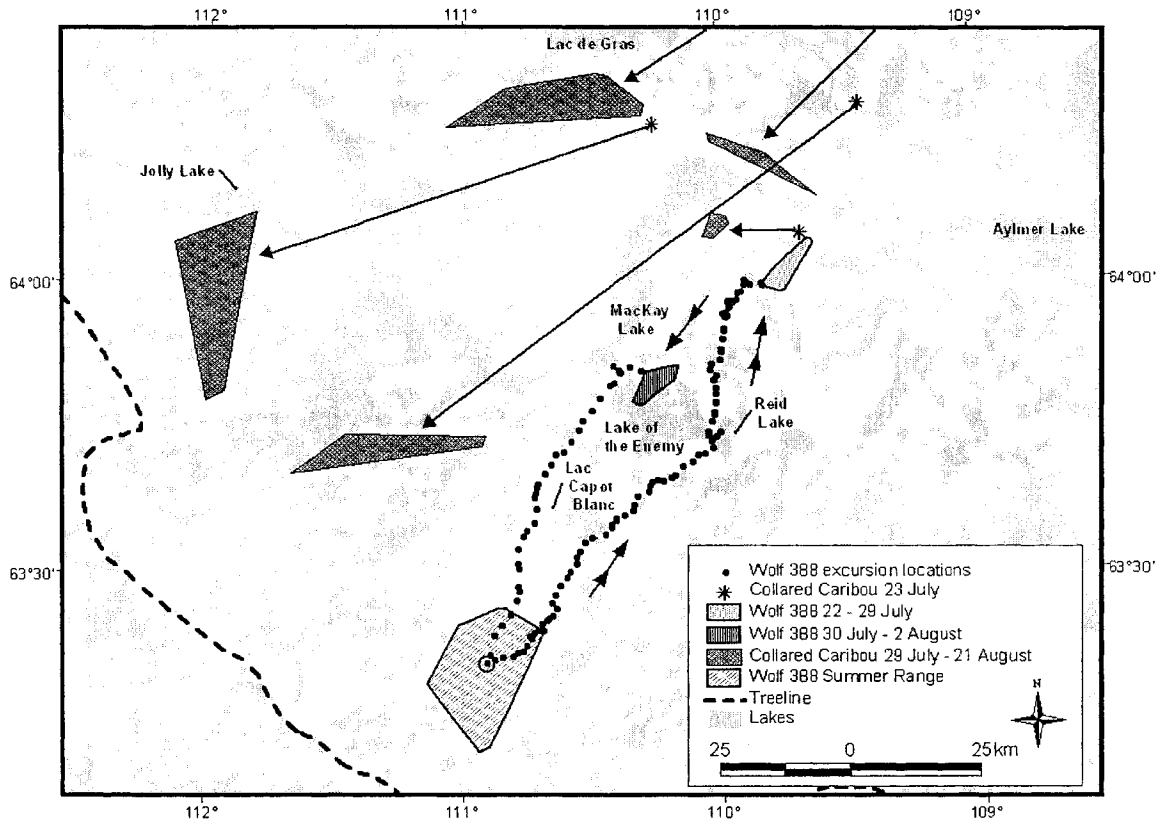 112° 111° 110° 109°
Lac de Gras
Jolly Lake
Aylmer Lake
64°00' 64°00'
MacKay
Lake
Reid
Lake
Lake of
the Enemy
Lac
Capot
Blanc
63°30' 63°30'
Wolf 388 excursion locations
Collared Caribou 23 July
Wolf 388 22 - 29 July
Wolf 388 30 July - 2 August
Collared Caribou 29 July - 21 August
Wolf 388 Summer Range
Treeline
Lakes
N
25 0 25km
112° 111° 110° 109°